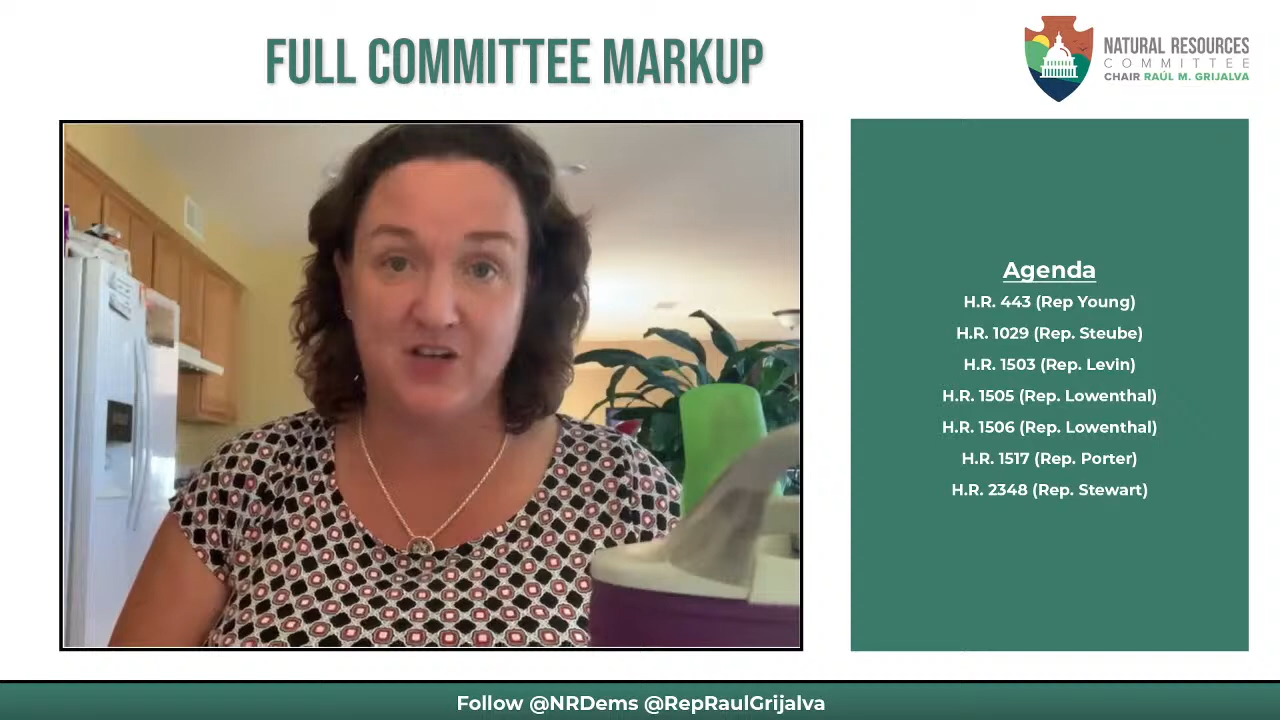 FULL COMMITTEE MARKUP
NATURAL RESOURCES
COMMITTEE
CHAIR RAÚL M. GRIJALVA
Agenda
H.R. 443 (Rep Young)
H.R. 1029 (Rep. Steube)
H.R. 1503 (Rep. Levin)
H.R. 1505 (Rep. Lowenthal)
H.R. 1506 (Rep. Lowenthal)
H.R. 1517 (Rep. Porter)
H.R. 2348 (Rep. Stewart)
Follow @NRDems @RepRaulGrijalva